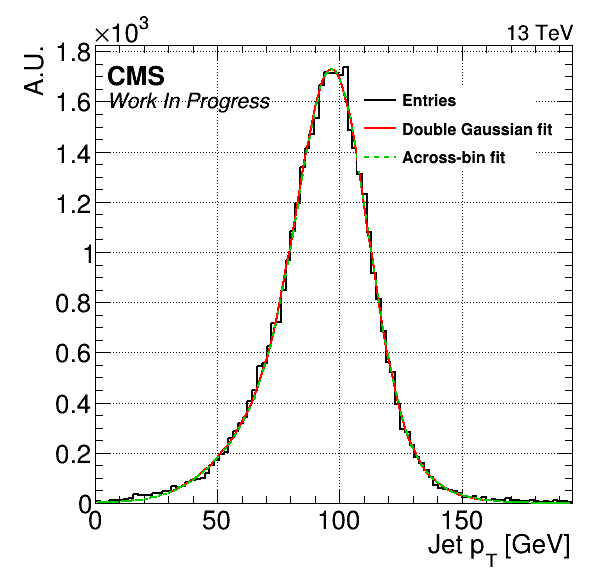 ×10³
13 TeV
A.U.
1.8
CMS
Work In Progress
1.6
Entries
Double Gaussian fit
Across-bin fit
1.4
1.2
1
0.8
0.6
0.4
0.2
0
0 50 100 150
Jet p_T [GeV]